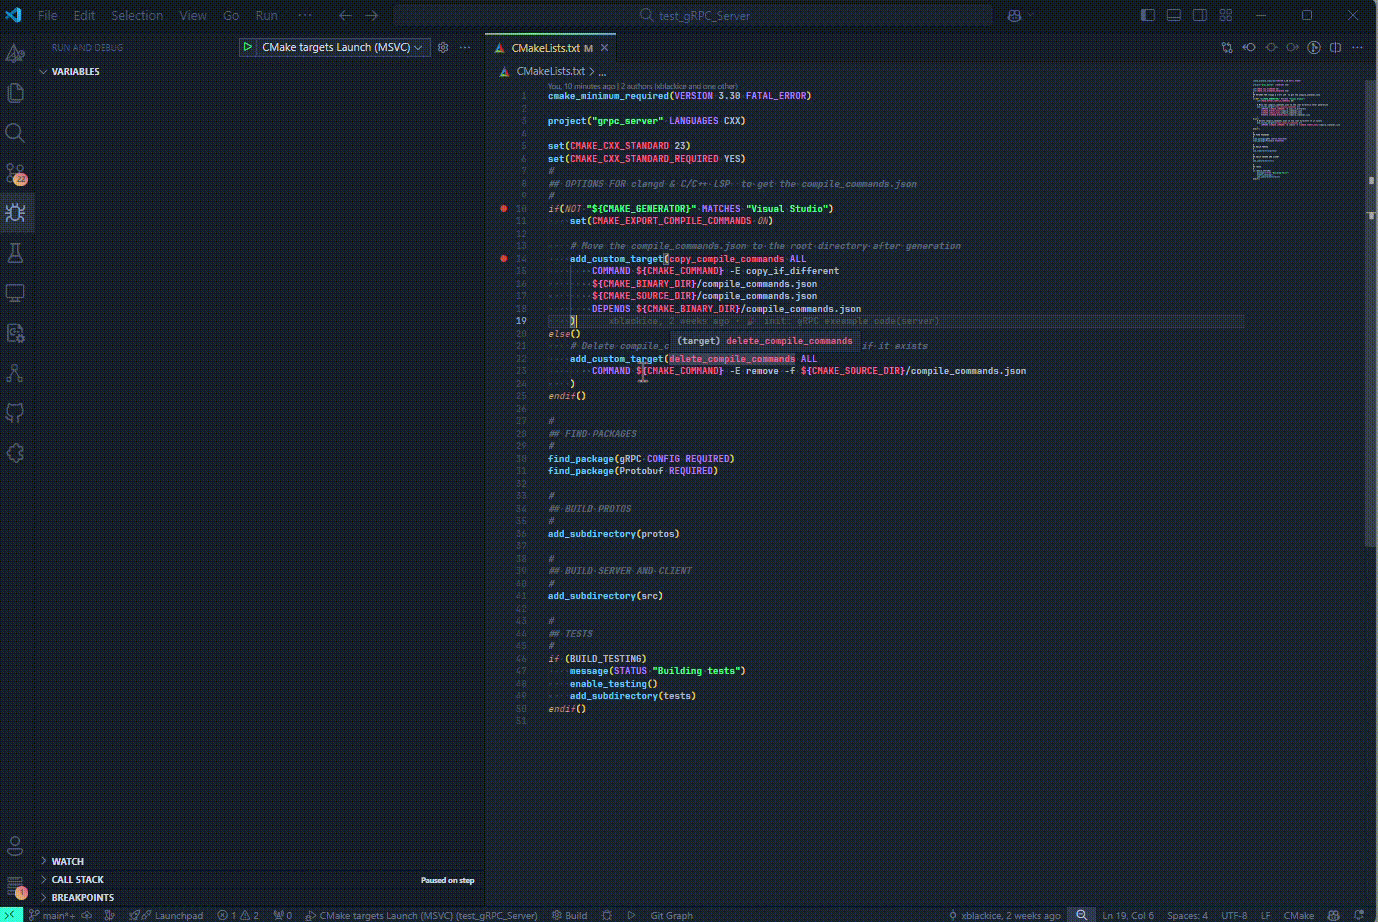 File Edit Selection View Go Run ··· test_gRPC_Server
RUN AND DEBUG CMake targets Launch (MSVC) ···
VARIABLES
CMakeLists.txt M
CMakeLists.txt > ...
You, 10 minutes ago | 2 authors (xblackice and one other)
1 cmake_minimum_required(VERSION 3.30 FATAL_ERROR)
2
3 project("grpc_server" LANGUAGES CXX)
4
5 set(CMAKE_CXX_STANDARD 23)
6 set(CMAKE_CXX_STANDARD_REQUIRED YES)
7 #
8 ## OPTIONS FOR clangd & C/C++ LSP to get the compile_commands.json
9 #
10 if(NOT "${CMAKE_GENERATOR}" MATCHES "Visual Studio")
11 set(CMAKE_EXPORT_COMPILE_COMMANDS ON)
12
13 # Move the compile_commands.json to the root directory after generation
14 add_custom_target(copy_compile_commands ALL
15 COMMAND ${CMAKE_COMMAND} -E copy_if_different
16 ${CMAKE_BINARY_DIR}/compile_commands.json
17 ${CMAKE_SOURCE_DIR}/compile_commands.json
18 DEPENDS ${CMAKE_BINARY_DIR}/compile_commands.json
19 ) xblackice, 2 weeks ago • init: gRPC exeample code(server)
20 else()
(target) delete_compile_commands
21 # Delete compile_c if it exists
22 add_custom_target(delete_compile_commands ALL
23 COMMAND ${CMAKE_COMMAND} -E remove -f ${CMAKE_SOURCE_DIR}/compile_commands.json
24 )
25 endif()
26
27 #
28 ## FIND PACKAGES
29 #
30 find_package(gRPC CONFIG REQUIRED)
31 find_package(Protobuf REQUIRED)
32
33 #
34 ## BUILD PROTOS
35 #
36 add_subdirectory(protos)
37
38 #
39 ## BUILD SERVER AND CLIENT
40 #
41 add_subdirectory(src)
42
43 #
44 ## TESTS
45 #
46 if (BUILD_TESTING)
47 message(STATUS "Building tests")
48 enable_testing()
49 add_subdirectory(tests)
50 endif()
51
22
1
WATCH
CALL STACK Paused on step
BREAKPOINTS
main*+ Launchpad 1 2 0 CMake targets Launch (MSVC) (test_gRPC_Server) Build Git Graph xblackice, 2 weeks ago Ln 19, Col 6 Spaces: 4 UTF-8 LF CMake